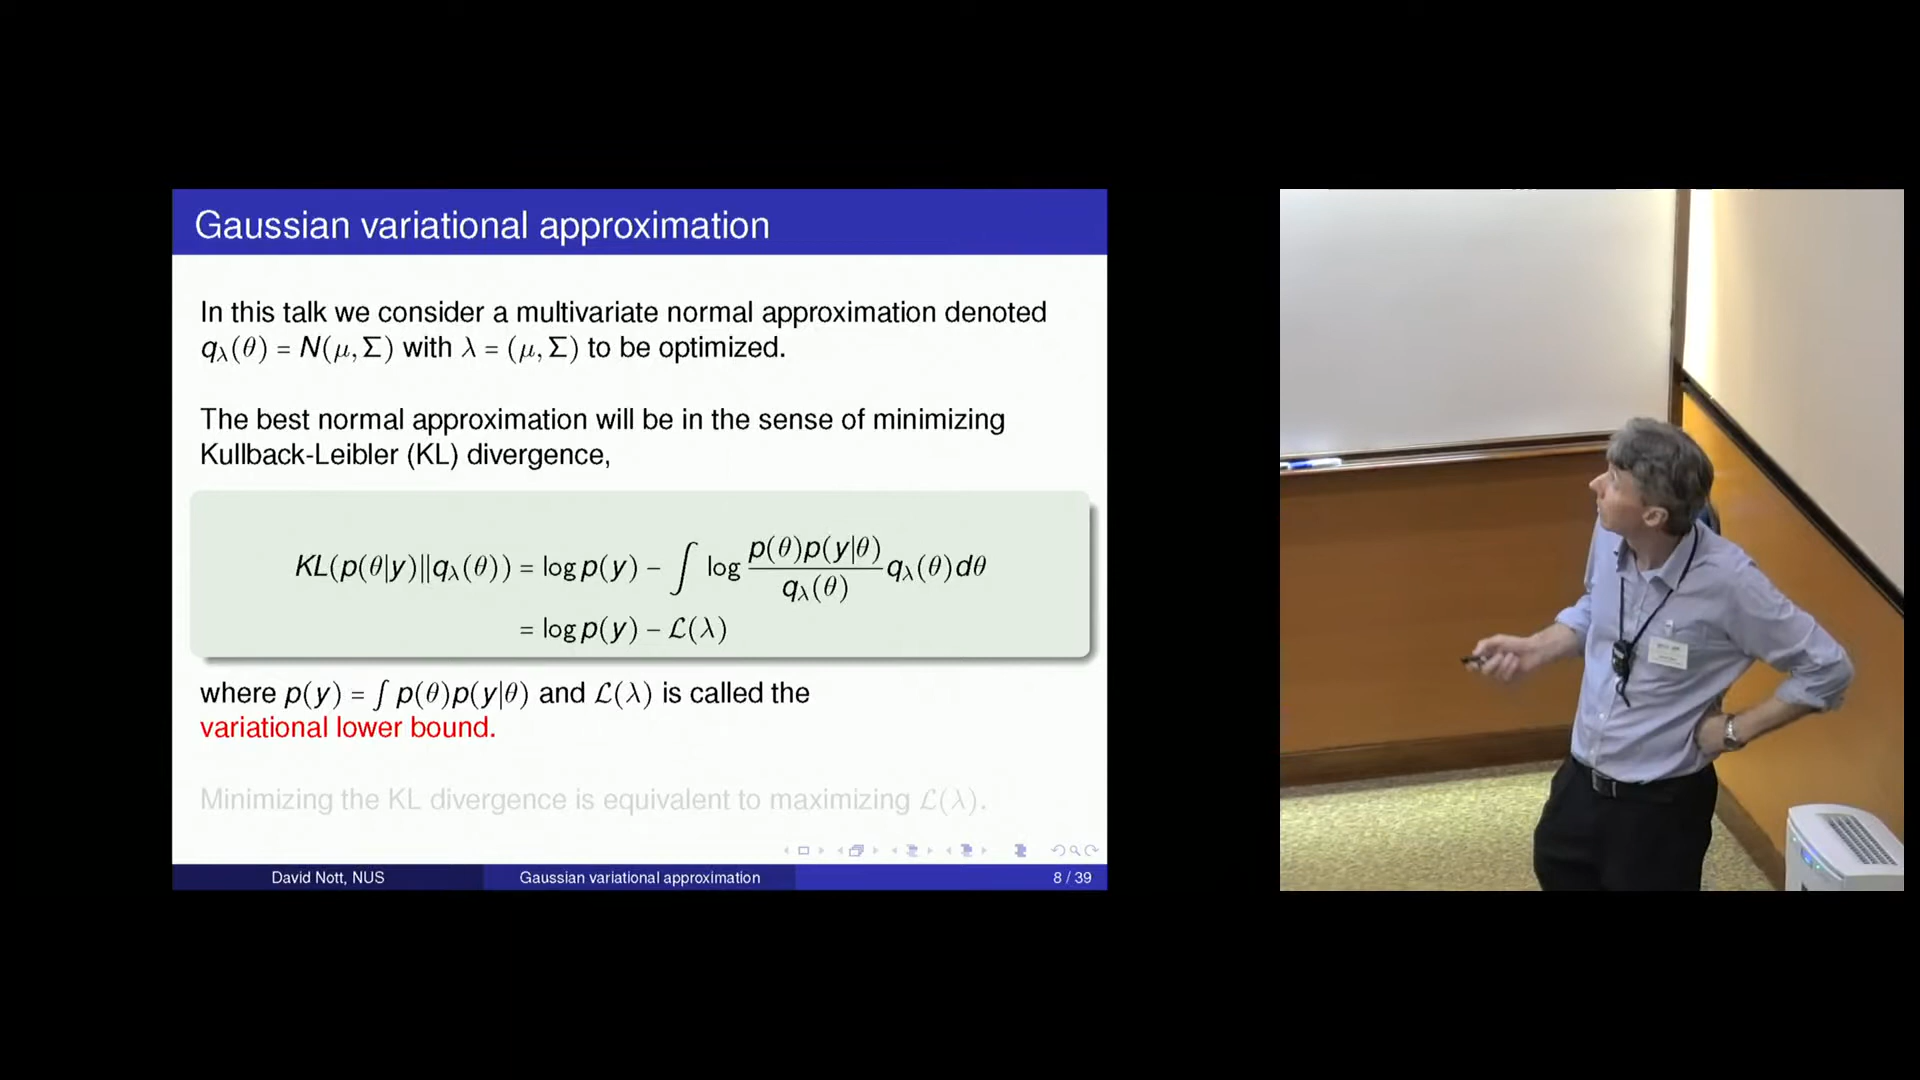 Gaussian variational approximation
In this talk we consider a multivariate normal approximation denoted
qλ(θ) = N(μ, Σ) with λ = (μ, Σ) to be optimized.
The best normal approximation will be in the sense of minimizing
Kullback-Leibler (KL) divergence,
KL(p(θ|y)||qλ(θ)) = log p(y) − ∫ log p(θ)p(y|θ)/qλ(θ) qλ(θ)dθ
= log p(y) − ℒ(λ)
where p(y) = ∫ p(θ)p(y|θ) and ℒ(λ) is called the
variational lower bound.
Minimizing the KL divergence is equivalent to maximizing ℒ(λ).
David Nott, NUS
Gaussian variational approximation
8 / 39